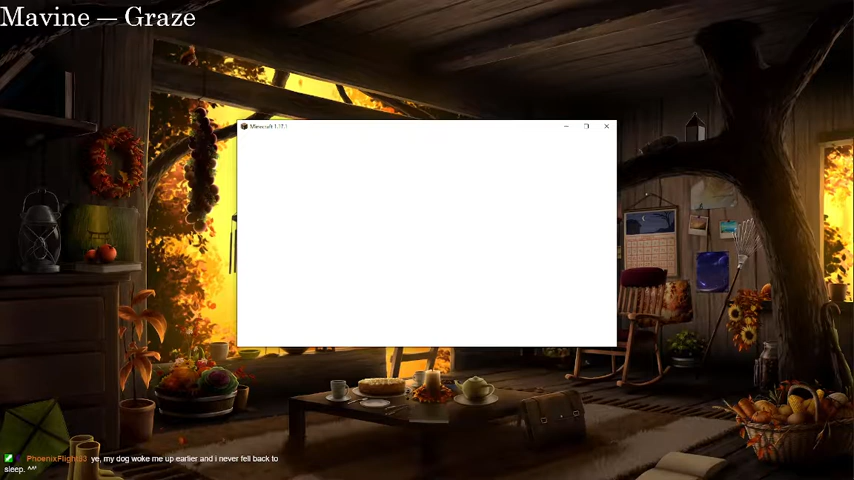 Mavine — Graze
Minecraft 1.17.1
PhoenixFlight83 ye, my dog woke me up earlier and i never fell back to
sleep. ^^'